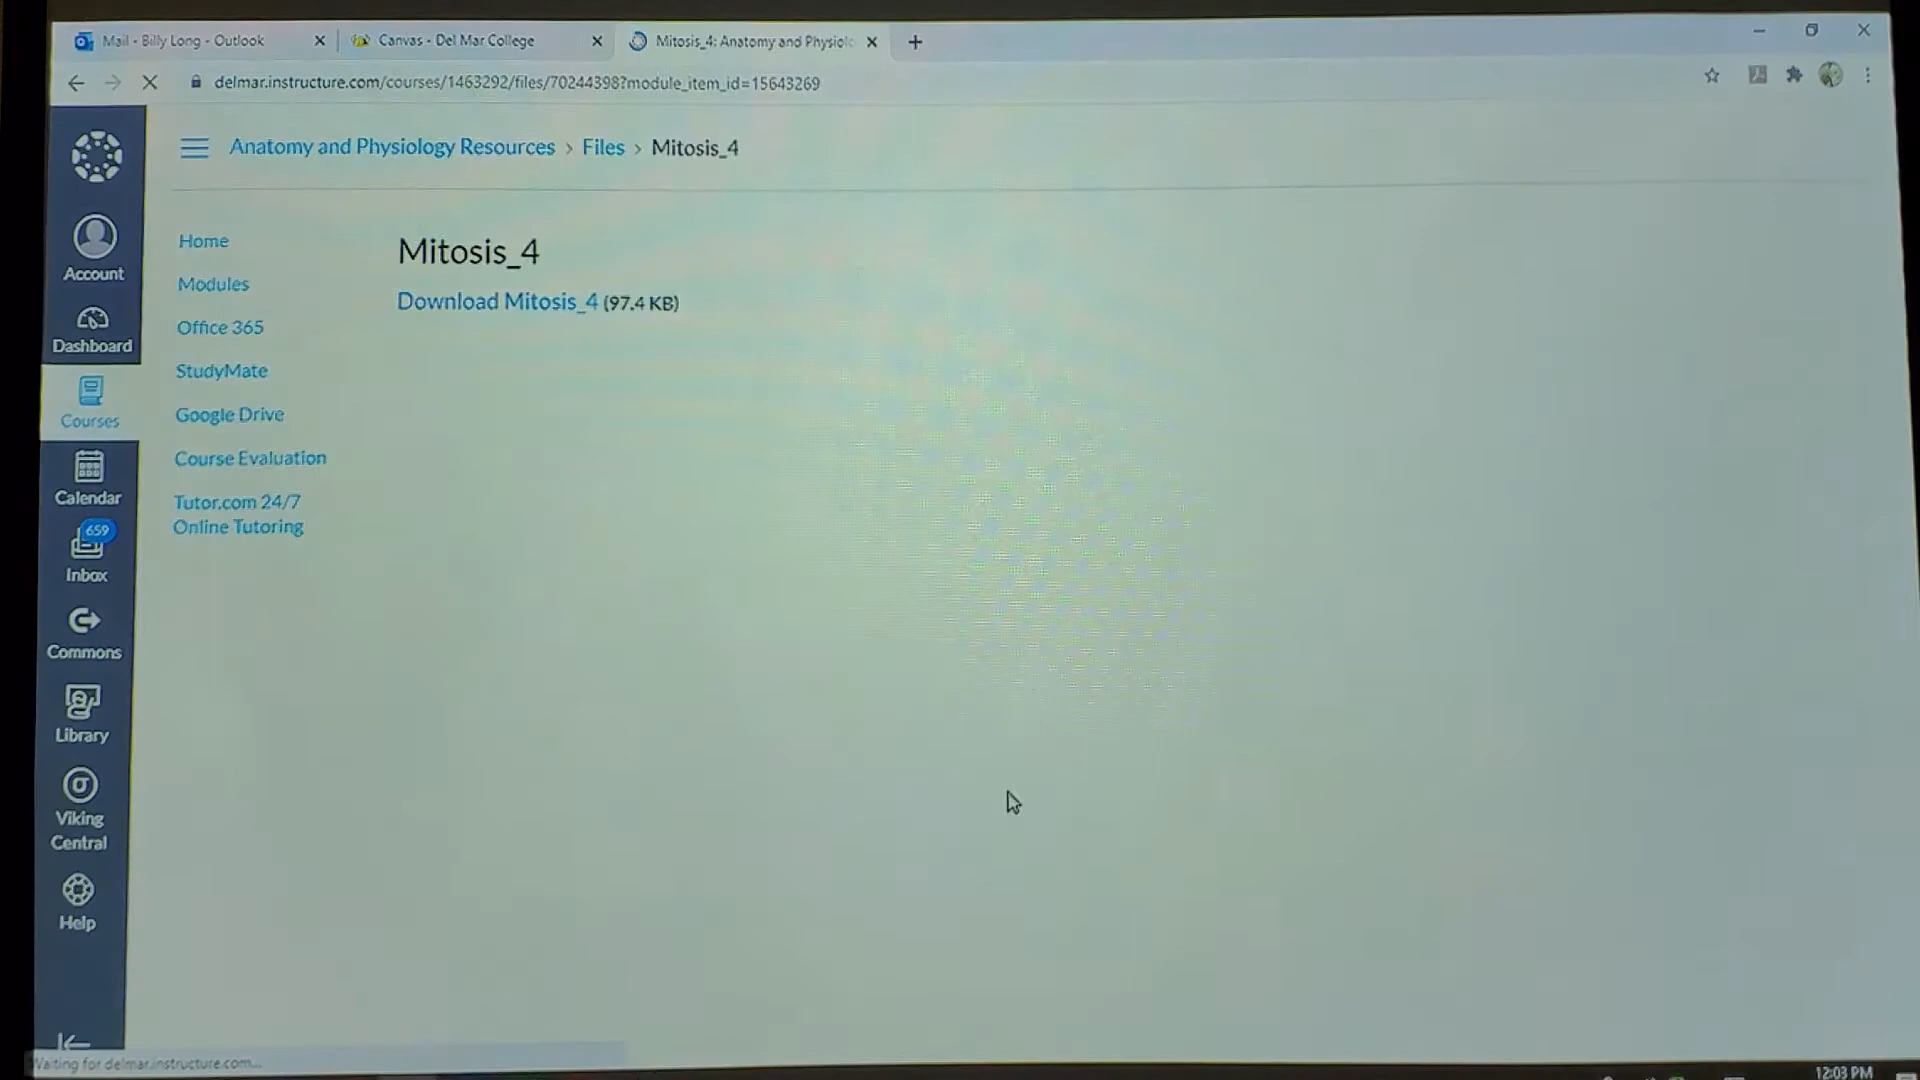 Mail - Billy Long - Outlook
Canvas - Del Mar College
Mitosis_4: Anatomy and Physiolo
delmar.instructure.com/courses/1463292/files/70244398?module_item_id=15643269
Anatomy and Physiology Resources > Files > Mitosis_4
Account
Dashboard
Courses
Calendar
659
Inbox
Commons
Library
Viking
Central
Help
Home
Modules
Office 365
StudyMate
Google Drive
Course Evaluation
Tutor.com 24/7
Online Tutoring
Mitosis_4
Download Mitosis_4 (97.4 KB)
Waiting for delmar.instructure.com...
12:03 PM